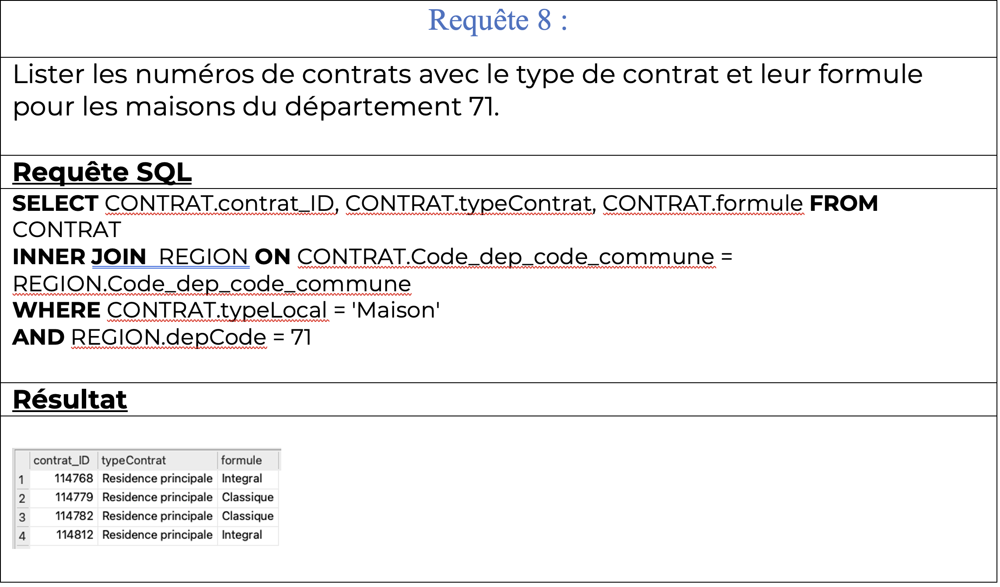 Requête 8 :
Lister les numéros de contrats avec le type de contrat et leur formule
pour les maisons du département 71.
Requête SQL
SELECT CONTRAT.contrat_ID, CONTRAT.typeContrat, CONTRAT.formule FROM
CONTRAT
INNER JOIN  REGION ON CONTRAT.Code_dep_code_commune =
REGION.Code_dep_code_commune
WHERE CONTRAT.typeLocal = 'Maison'
AND REGION.depCode = 71
Résultat
contrat_ID typeContrat formule
1 114768 Residence principale Integral
2 114779 Residence principale Classique
3 114782 Residence principale Classique
4 114812 Residence principale Integral